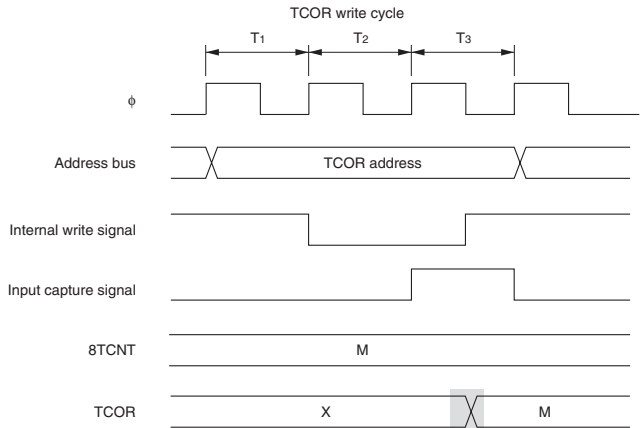 TCOR write cycle
T1 T2 T3
ϕ
Address bus TCOR address
Internal write signal
Input capture signal
8TCNT M
TCOR X M